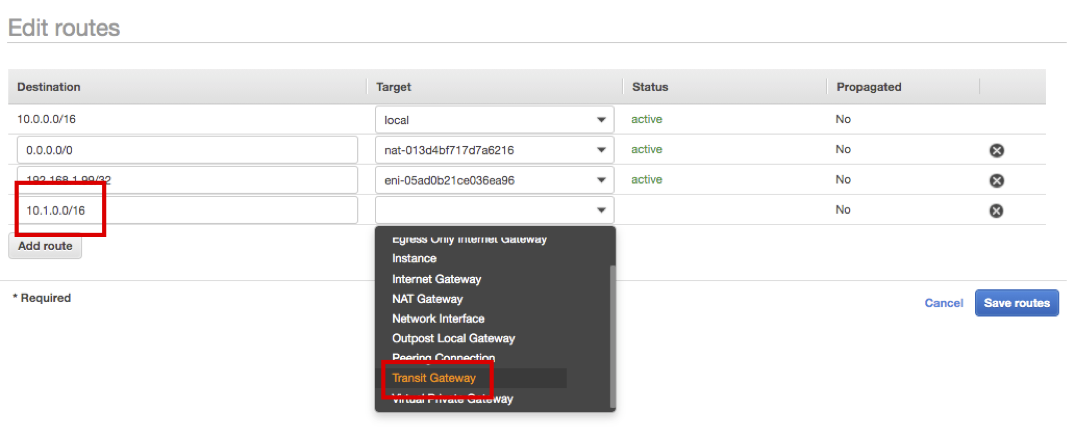 Edit routes
Destination Target Status Propagated
10.0.0.0/16 local active No
0.0.0.0/0 nat-013d4bf717d7a6216 active No
192.168.1.99/32 eni-05ad0b21ce036ea96 active No
10.1.0.0/16 No
Add route
Egress Only Internet Gateway
Instance
Internet Gateway
NAT Gateway
Network Interface
Outpost Local Gateway
Peering Connection
Transit Gateway
Virtual Private Gateway
* Required
Cancel Save routes